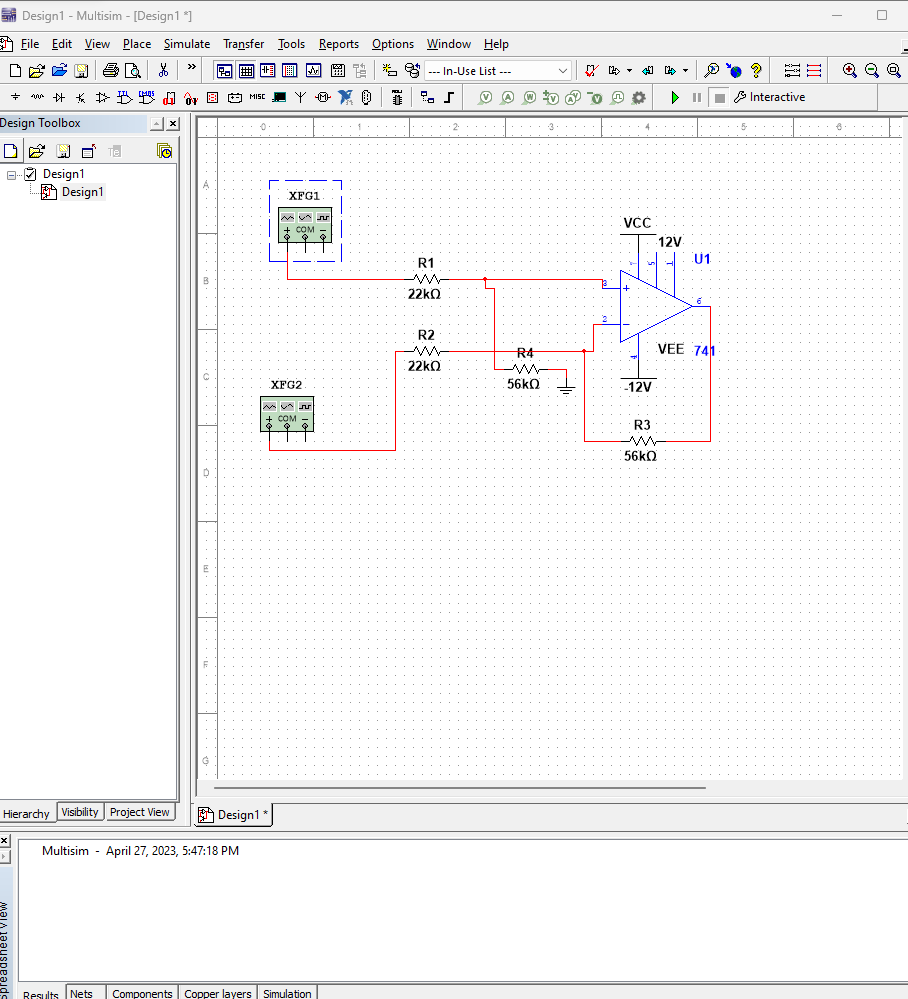 Design1 - Multisim - [Design1 *]
File Edit View Place Simulate Transfer Tools Reports Options Window Help
--- In-Use List ---
MISC Interactive
Design Toolbox
Design1
Design1
0 1 2 3 4 5 6
A
XFG1
COM
VCC
12V
U1
7 5 1
B
R1
22kΩ
3
6
2
R2
22kΩ
R4
56kΩ
VEE 741
4
-12V
C
XFG2
COM
R3
56kΩ
D
E
F
G
Hierarchy Visibility Project View
Design1 *
Multisim - April 27, 2023, 5:47:18 PM
Spreadsheet View
Results Nets Components Copper layers Simulation